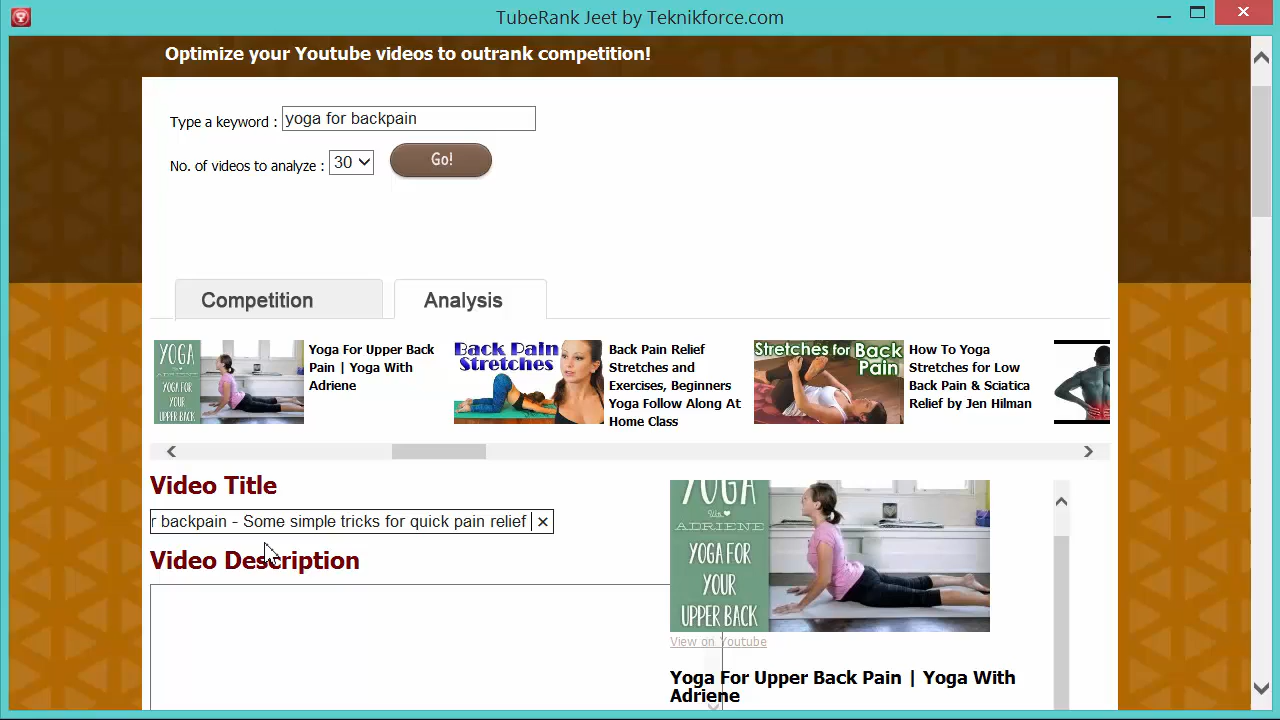 TubeRank Jeet by Teknikforce.com
Optimize your Youtube videos to outrank competition!
Type a keyword : yoga for backpain
No. of videos to analyze : 30 Go!
Competition Analysis
YOGA
YOGA FOR
YOUR
UPPER BACK
Yoga For Upper Back
Pain | Yoga With
Adriene
Back Pain
Stretches
Back Pain Relief
Stretches and
Exercises, Beginners
Yoga Follow Along At
Home Class
Stretches for Back
Pain
How To Yoga
Stretches for Low
Back Pain & Sciatica
Relief by Jen Hilman
Video Title
r backpain - Some simple tricks for quick pain relief
Video Description
YOGA
With
ADRIENE
YOGA FOR
YOUR
UPPER BACK
View on Youtube
Yoga For Upper Back Pain | Yoga With
Adriene